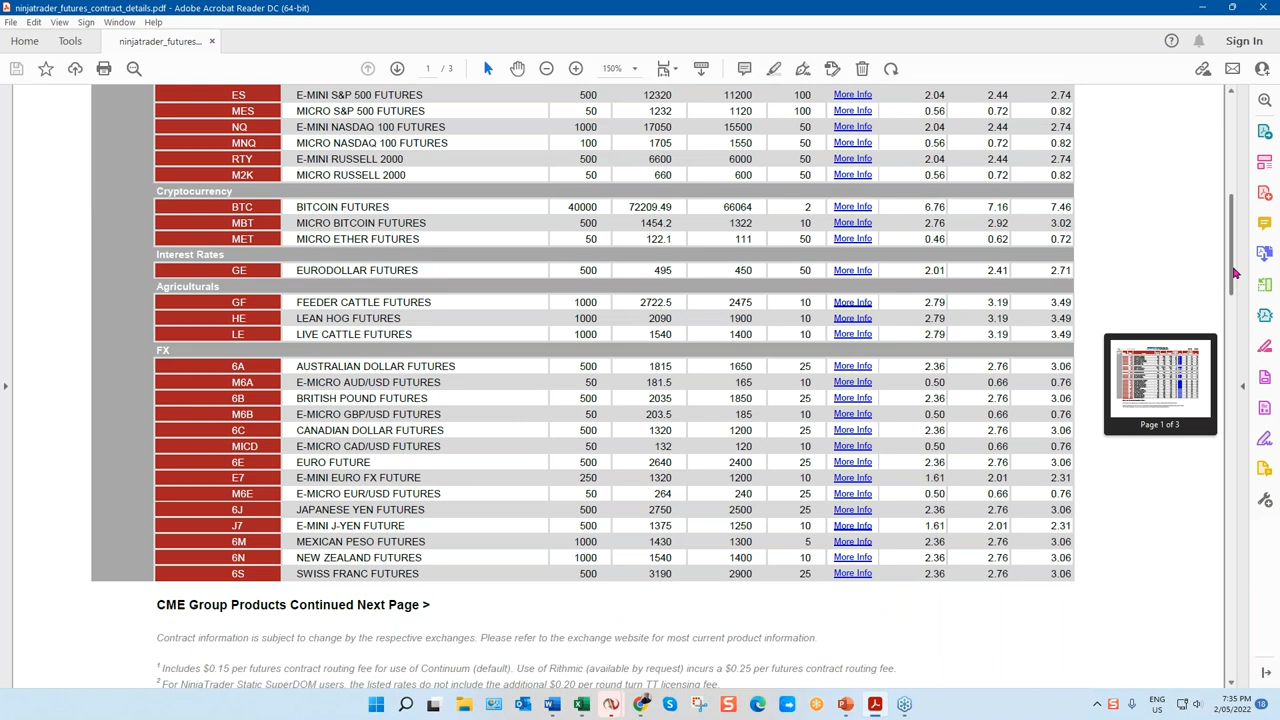 ninjatrader_futures_contract_details.pdf - Adobe Acrobat Reader DC (64-bit)
File Edit View Sign Window Help
Home Tools ninjatrader_futures... × Sign In
1 / 3 150%
ES E-MINI S&P 500 FUTURES 500 12320 11200 100 More Info 2.04 2.44 2.74
MES MICRO S&P 500 FUTURES 50 1232 1120 100 More Info 0.56 0.72 0.82
NQ E-MINI NASDAQ 100 FUTURES 1000 17050 15500 50 More Info 2.04 2.44 2.74
MNQ MICRO NASDAQ 100 FUTURES 100 1705 1550 50 More Info 0.56 0.72 0.82
RTY E-MINI RUSSELL 2000 500 6600 6000 50 More Info 2.04 2.44 2.74
M2K MICRO RUSSELL 2000 50 660 600 50 More Info 0.56 0.72 0.82
Cryptocurrency
BTC BITCOIN FUTURES 40000 72209.49 66064 2 More Info 6.76 7.16 7.46
MBT MICRO BITCOIN FUTURES 50 1454.2 1322 10 More Info 2.76 2.92 3.02
MET MICRO ETHER FUTURES 50 122.1 111 50 More Info 0.46 0.62 0.72
Interest Rates
GE EURODOLLAR FUTURES 500 495 450 50 More Info 2.01 2.41 2.71
Agriculturals
GF FEEDER CATTLE FUTURES 1000 2722.5 2475 10 More Info 2.79 3.19 3.49
HE LEAN HOG FUTURES 1000 2090 1900 10 More Info 2.79 3.19 3.49
LE LIVE CATTLE FUTURES 1000 1540 1400 10 More Info 2.79 3.19 3.49
FX
6A AUSTRALIAN DOLLAR FUTURES 500 1815 1650 25 More Info 2.36 2.76 3.06
M6A E-MICRO AUD/USD FUTURES 50 181.5 165 10 More Info 0.50 0.66 0.76
6B BRITISH POUND FUTURES 500 2035 1850 25 More Info 2.36 2.76 3.06
M6B E-MICRO GBP/USD FUTURES 50 203.5 185 10 More Info 0.50 0.66 0.76
6C CANADIAN DOLLAR FUTURES 500 1320 1200 25 More Info 2.36 2.76 3.06
MICD E-MICRO CAD/USD FUTURES 50 132 120 10 More Info 0.50 0.66 0.76
6E EURO FUTURE 500 2640 2400 25 More Info 2.36 2.76 3.06
E7 E-MINI EURO FX FUTURE 250 1320 1200 10 More Info 1.61 2.01 2.31
M6E E-MICRO EUR/USD FUTURES 50 264 240 25 More Info 0.50 0.66 0.76
6J JAPANESE YEN FUTURES 500 2750 2500 25 More Info 2.36 2.76 3.06
J7 E-MINI J-YEN FUTURE 500 1375 1250 10 More Info 1.61 2.01 2.31
6M MEXICAN PESO FUTURES 1000 1430 1300 5 More Info 2.36 2.76 3.06
6N NEW ZEALAND FUTURES 500 1540 1400 10 More Info 2.36 2.76 3.06
6S SWISS FRANC FUTURES 500 3190 2900 25 More Info 2.36 2.76 3.06
Page 1 of 3
CME Group Products Continued Next Page >
Contract information is subject to change by the respective exchanges. Please refer to the exchange website for most current product information.
1 Includes $0.15 per futures contract routing fee for use of Continuum (default). Use of Rithmic (available by request) incurs a $0.25 per futures contract routing fee.
2 For NinjaTrader Static SuperDOM users, the listed rates do not include the additional $0.20 per round turn TT licensing fee.
ENG 7:35 PM
US 2/05/2022 18